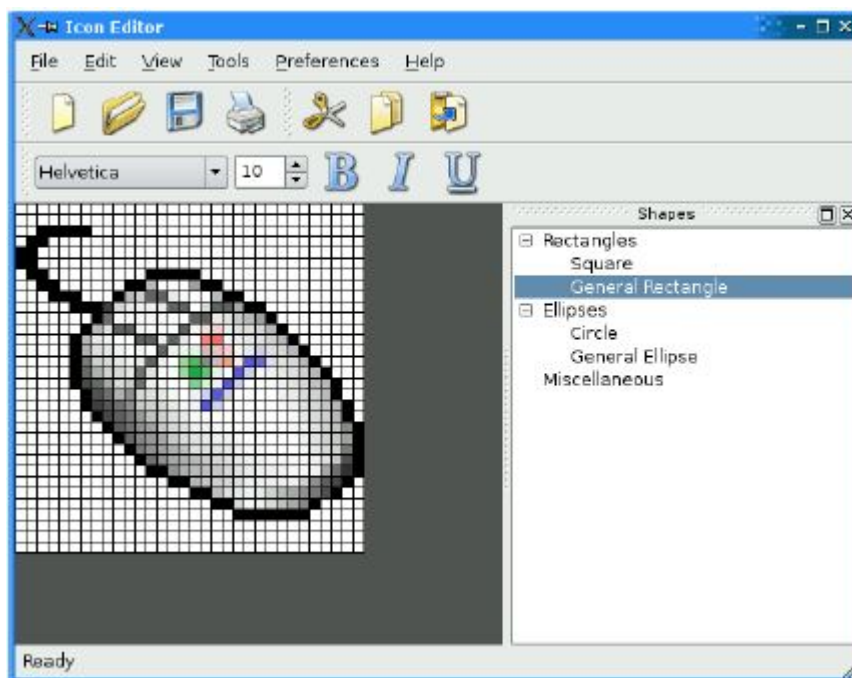 Icon Editor
File Edit View Tools Preferences Help
Helvetica 10 B I U
Shapes
Rectangles
Square
General Rectangle
Ellipses
Circle
General Ellipse
Miscellaneous
Ready